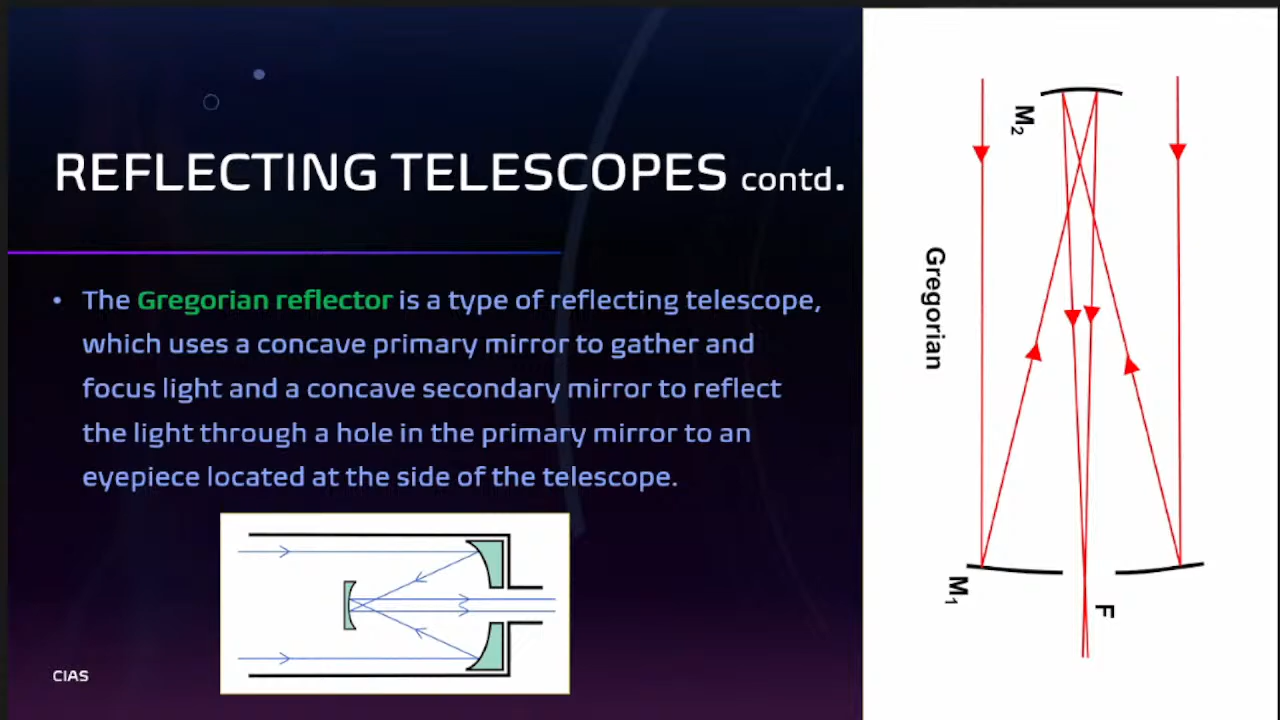 REFLECTING TELESCOPES contd.
• The Gregorian reflector is a type of reflecting telescope,
which uses a concave primary mirror to gather and
focus light and a concave secondary mirror to reflect
the light through a hole in the primary mirror to an
eyepiece located at the side of the telescope.
CIAS
M₂
Gregorian
M₁
F